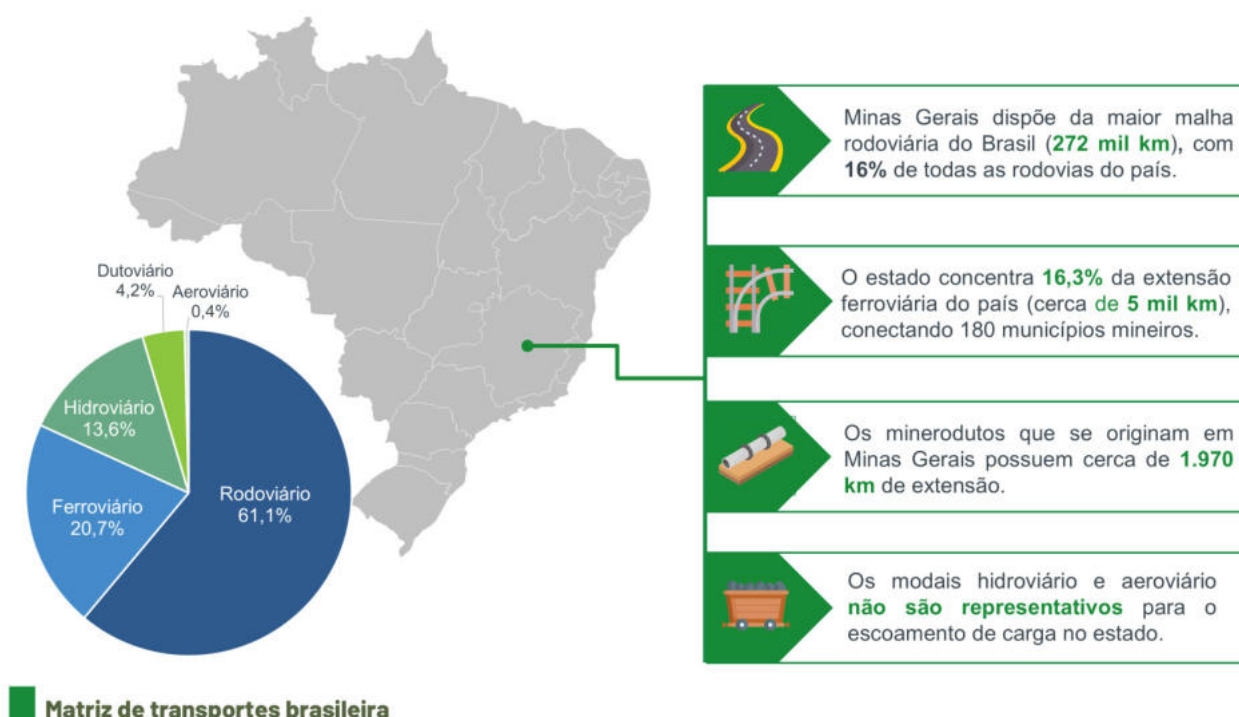 Minas Gerais dispõe da maior malha
rodoviária do Brasil (272 mil km), com
16% de todas as rodovias do país.
O estado concentra 16,3% da extensão
ferroviária do país (cerca de 5 mil km),
conectando 180 municípios mineiros.
Os minerodutos que se originam em
Minas Gerais possuem cerca de 1.970
km de extensão.
Os modais hidroviário e aeroviário
não são representativos para o
escoamento de carga no estado.
Dutoviário
4,2%
Aeroviário
0,4%
Hidroviário
13,6%
Ferroviário
20,7%
Rodoviário
61,1%
Matriz de transportes brasileira